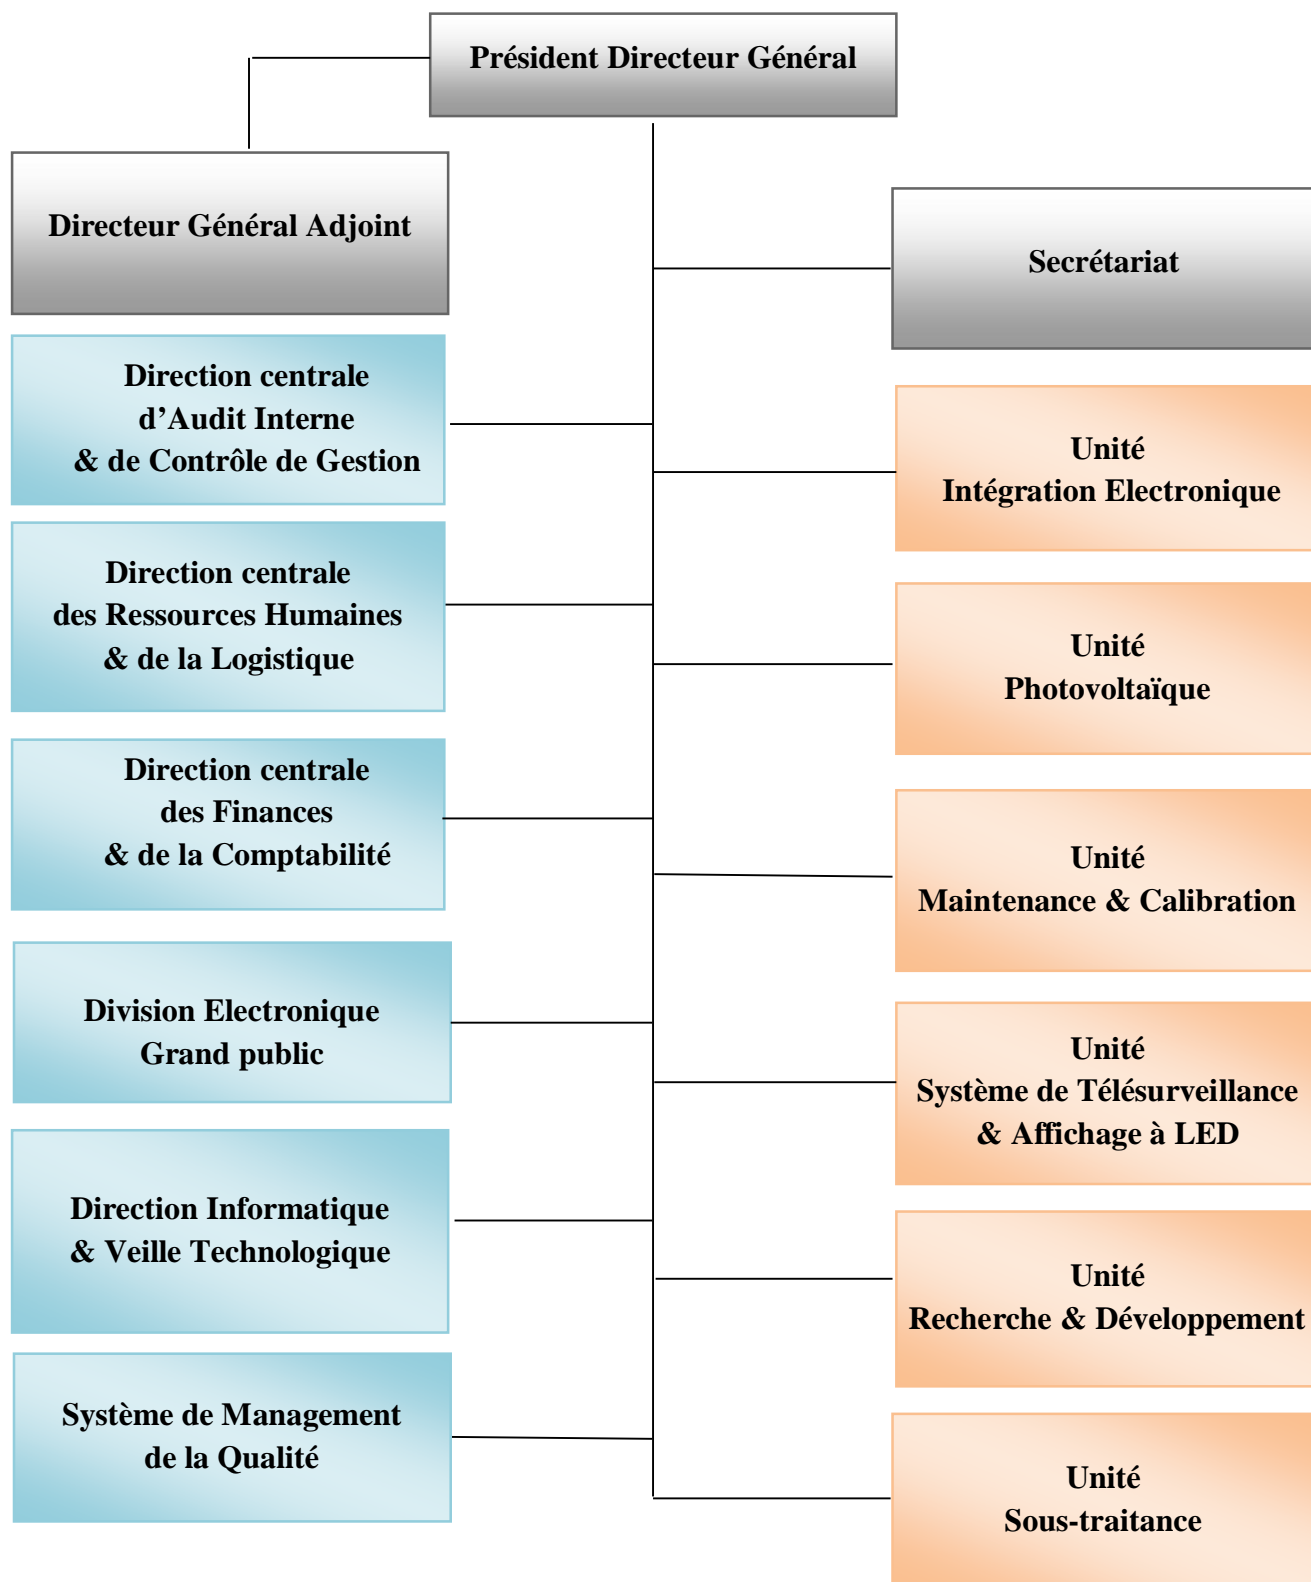 Président Directeur Général
Directeur Général Adjoint
Secrétariat
Direction centrale
d’Audit Interne
& de Contrôle de Gestion
Direction centrale
des Ressources Humaines
& de la Logistique
Direction centrale
des Finances
& de la Comptabilité
Division Electronique
Grand public
Direction Informatique
& Veille Technologique
Système de Management
de la Qualité
Unité
Intégration Electronique
Unité
Photovoltaïque
Unité
Maintenance & Calibration
Unité
Système de Télésurveillance
& Affichage à LED
Unité
Recherche & Développement
Unité
Sous-traitance